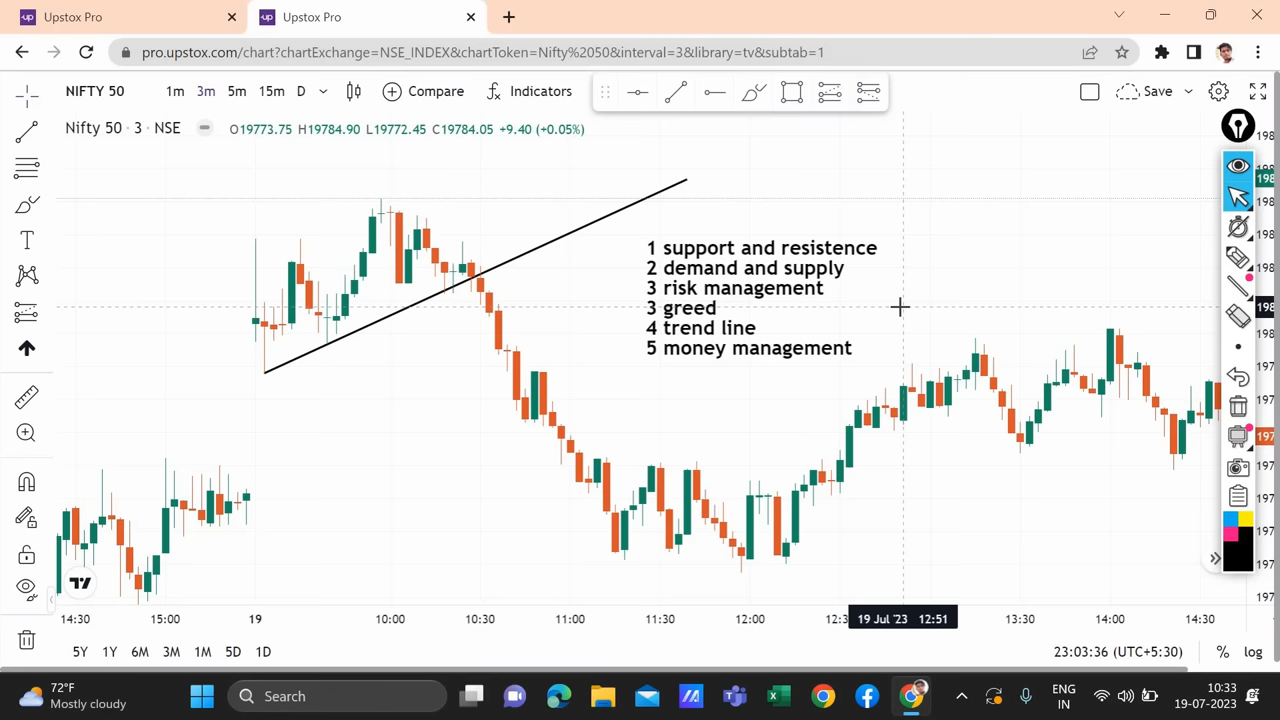 Upstox Pro
Upstox Pro
pro.upstox.com/chart?chartExchange=NSE_INDEX&chartToken=Nifty%2050&interval=3&library=tv&subtab=1
NIFTY 50 1m 3m 5m 15m D Compare Indicators Save
Nifty 50 · 3 · NSE O19773.75 H19784.90 L19772.45 C19784.05 +9.40 (+0.05%)
1 support and resistence
2 demand and supply
3 risk management
3 greed
4 trend line
5 money management
14:30 15:00 19 10:00 10:30 11:00 11:30 12:00 19 Jul '23 12:51 13:30 14:00 14:30
5Y 1Y 6M 3M 1M 5D 1D 23:03:36 (UTC+5:30) % log
72°F
Mostly cloudy
Search
ENG
IN
10:33
19-07-2023